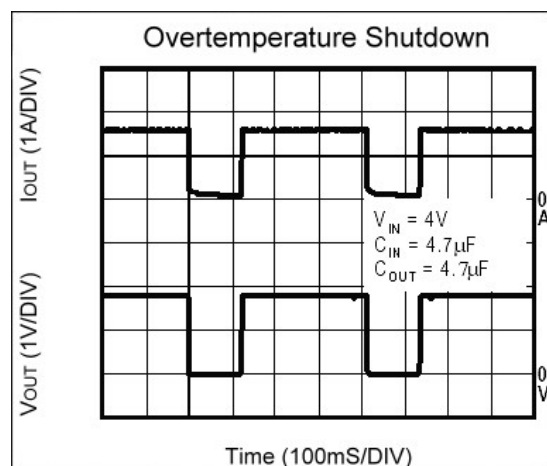 Overtemperature Shutdown
IOUT (1A/DIV)
0
A
VIN = 4V
CIN = 4.7μF
COUT = 4.7μF
VOUT (1V/DIV)
0
V
Time (100mS/DIV)